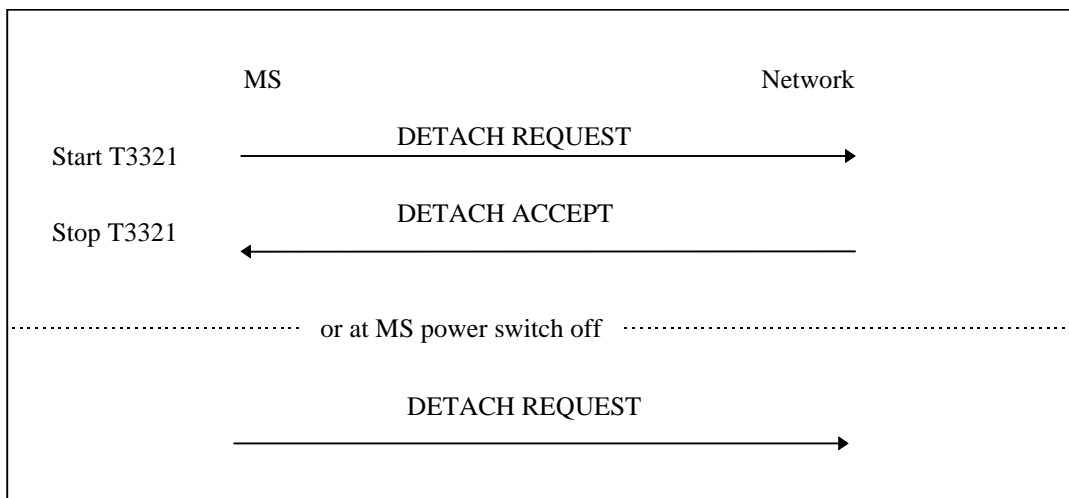 MS Network
DETACH REQUEST
Start T3321
DETACH ACCEPT
Stop T3321
or at MS power switch off
DETACH REQUEST